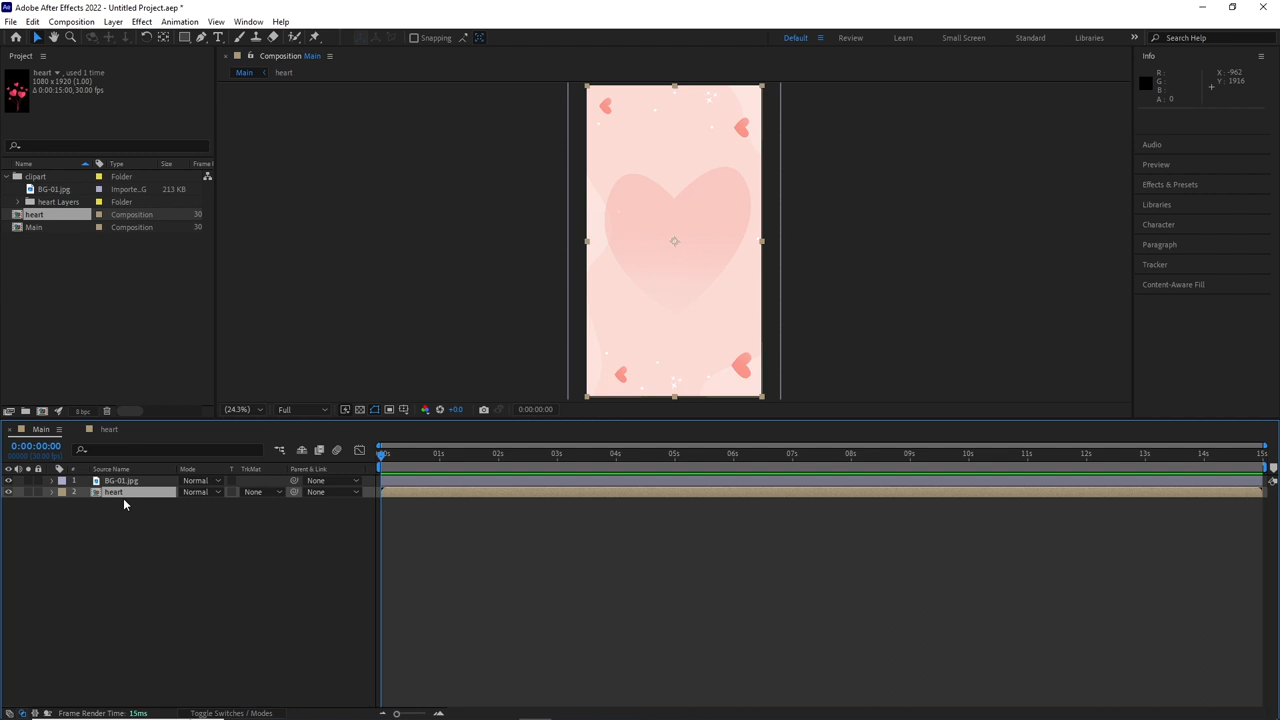 Adobe After Effects 2022 - Untitled Project.aep *
File Edit Composition Layer Effect Animation View Window Help
Snapping
Default Review Learn Small Screen Standard Libraries
Search Help
Project
Composition Main
Info
heart , used 1 time
1080 x 1920 (1.00)
Δ 0:00:15:00, 30.00 fps
Main heart
R :
G :
B :
A : 0
X : -962
Y : 1916
Audio
Preview
Effects & Presets
Libraries
Character
Paragraph
Tracker
Content-Aware Fill
Name Type Size Frame
clipart Folder
BG-01.jpg Importe...G 213 KB
heart Layers Folder
heart Composition 30
Main Composition 30
8 bpc
(24.3%) Full +0.0 0:00:00:00
Main heart
0:00:00:00
00000 (30.00 fps)
01s 02s 03s 04s 05s 06s 07s 08s 09s 10s 11s 12s 13s 14s 15s
# Source Name Mode T TrkMat Parent & Link
1 BG-01.jpg Normal None
2 heart Normal None None
Frame Render Time: 15ms
Toggle Switches / Modes